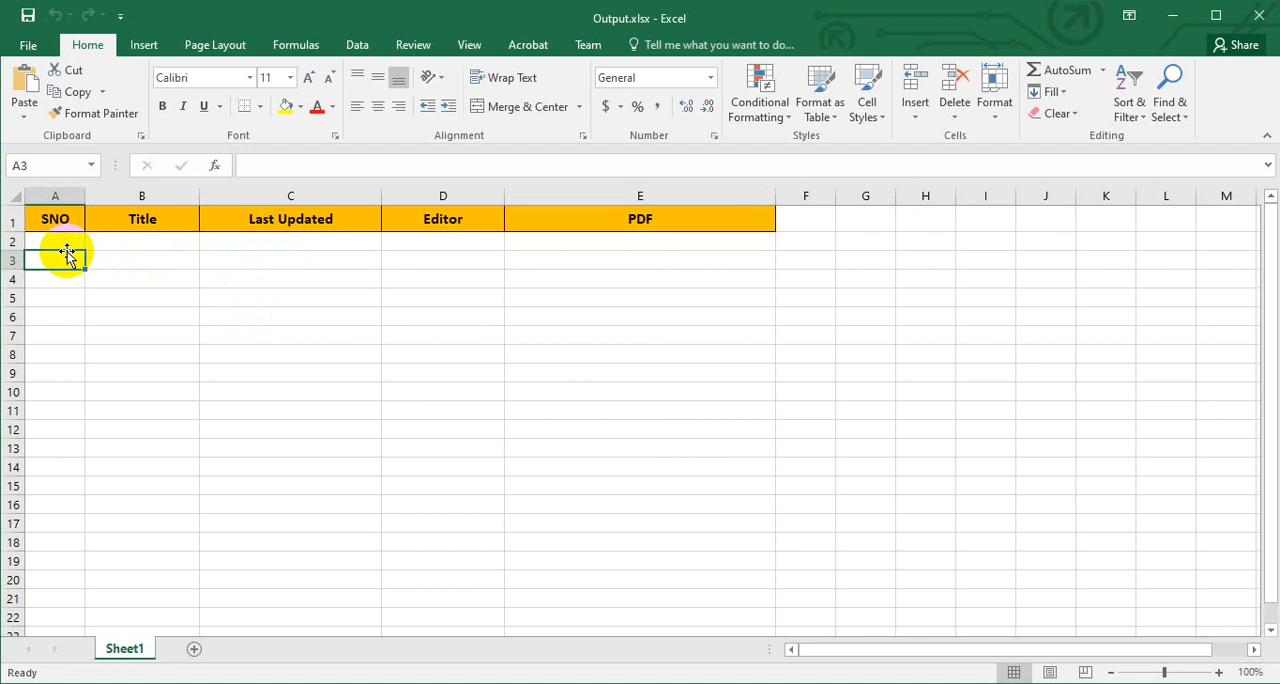 Output.xlsx - Excel
File Home Insert Page Layout Formulas Data Review View Acrobat Team Tell me what you want to do... Share
Paste Cut Copy Format Painter
Calibri 11 B I U A
Wrap Text
Merge & Center
General
$ % ,
Conditional Formatting
Format as Table
Cell Styles
Insert Delete Format
AutoSum
Fill
Clear
Sort & Filter
Find & Select
Clipboard Font Alignment Number Styles Cells Editing
A3 fx
A B C D E F G H I J K L M
1 SNO Title Last Updated Editor PDF
2
3
4
5
6
7
8
9
10
11
12
13
14
15
16
17
18
19
20
21
22
23
Sheet1
Ready 100%